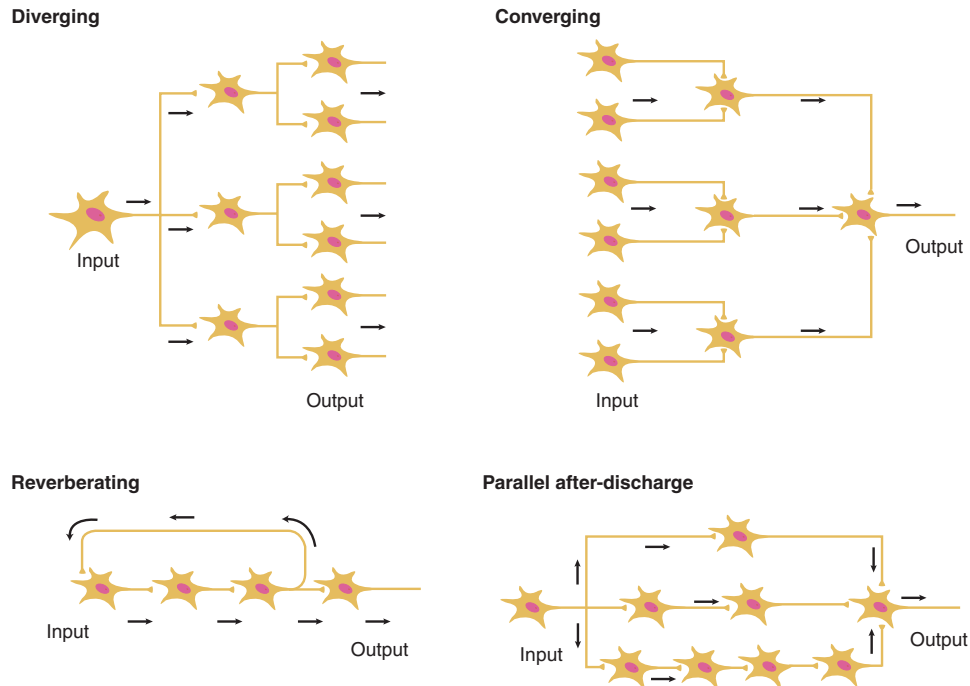 Diverging
Input
Output
Converging
Output
Input
Reverberating
Input
Output
Parallel after-discharge
Input
Output